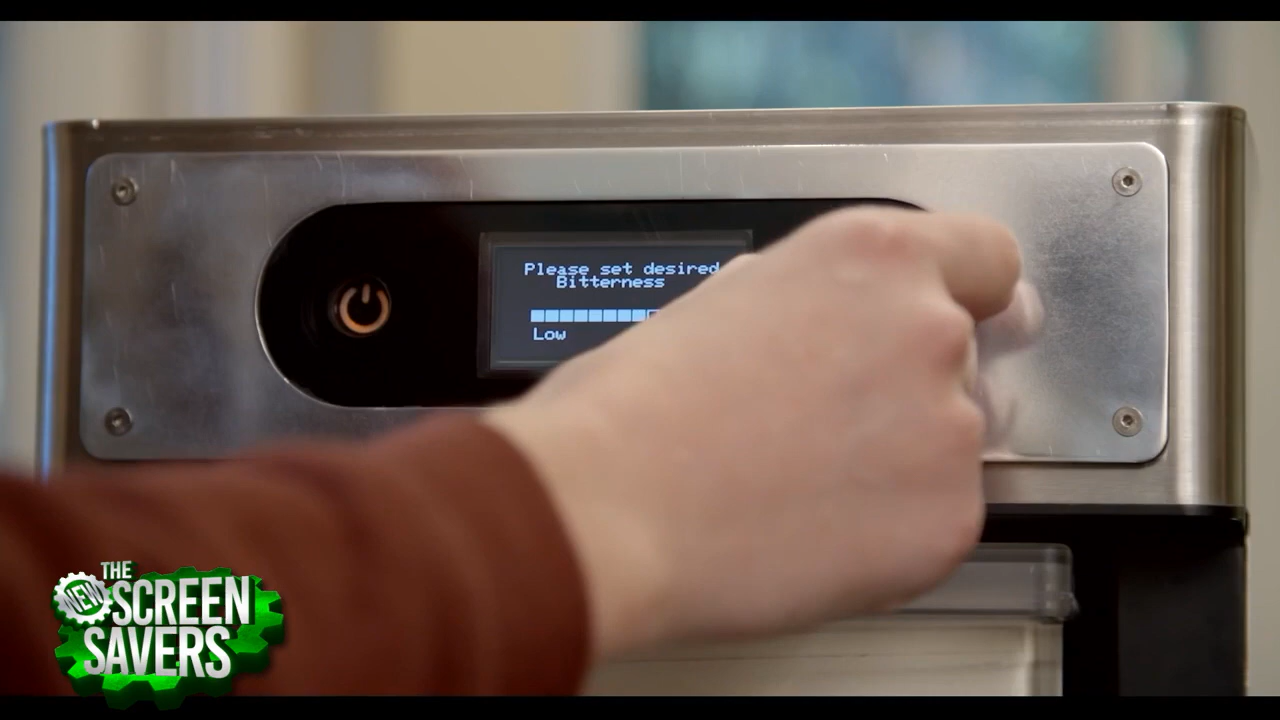 Please set desired
Bitterness
Low
THE
NEW
SCREEN
SAVERS